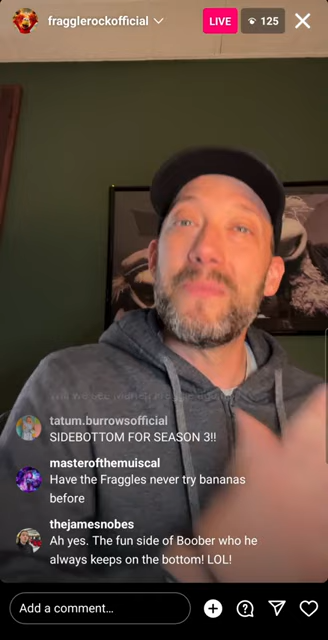 fragglerockofficial
LIVE
125
tatum.burrowsofficial
SIDEBOTTOM FOR SEASON 3!!
masterofthemuiscal
Have the Fraggles never try bananas
before
thejamesnobes
Ah yes. The fun side of Boober who he
always keeps on the bottom! LOL!
Add a comment...